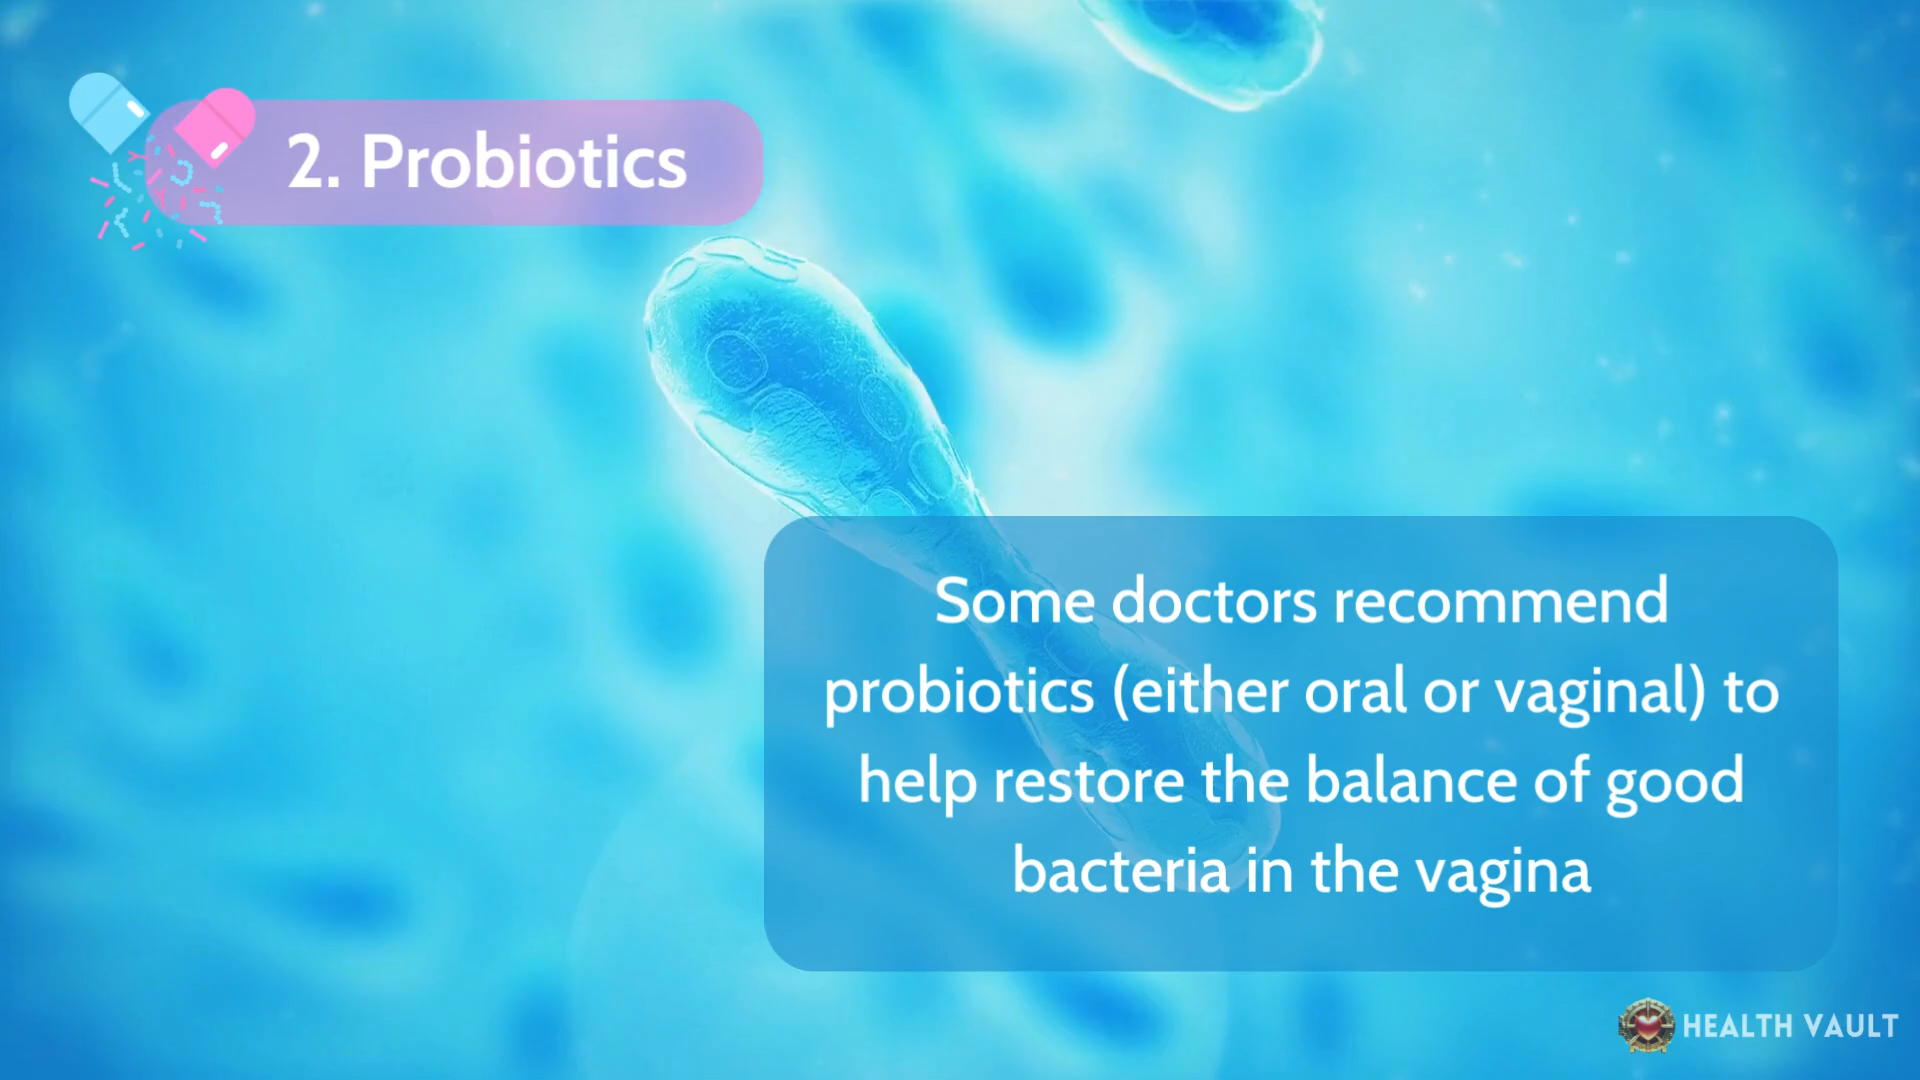 2. Probiotics
Some doctors recommend
probiotics (either oral or vaginal) to
help restore the balance of good
bacteria in the vagina
HEALTH VAULT